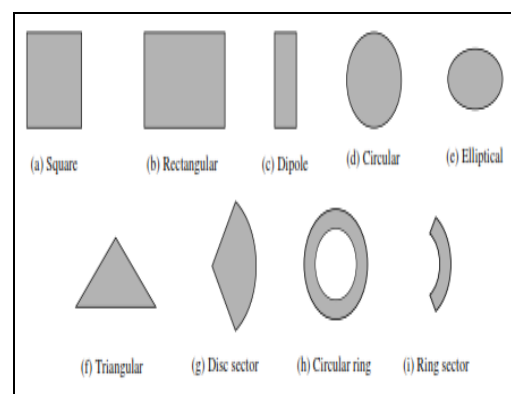 (a) Square (b) Rectangular (c) Dipole (d) Circular (e) Elliptical
(f) Triangular (g) Disc sector (h) Circular ring (i) Ring sector